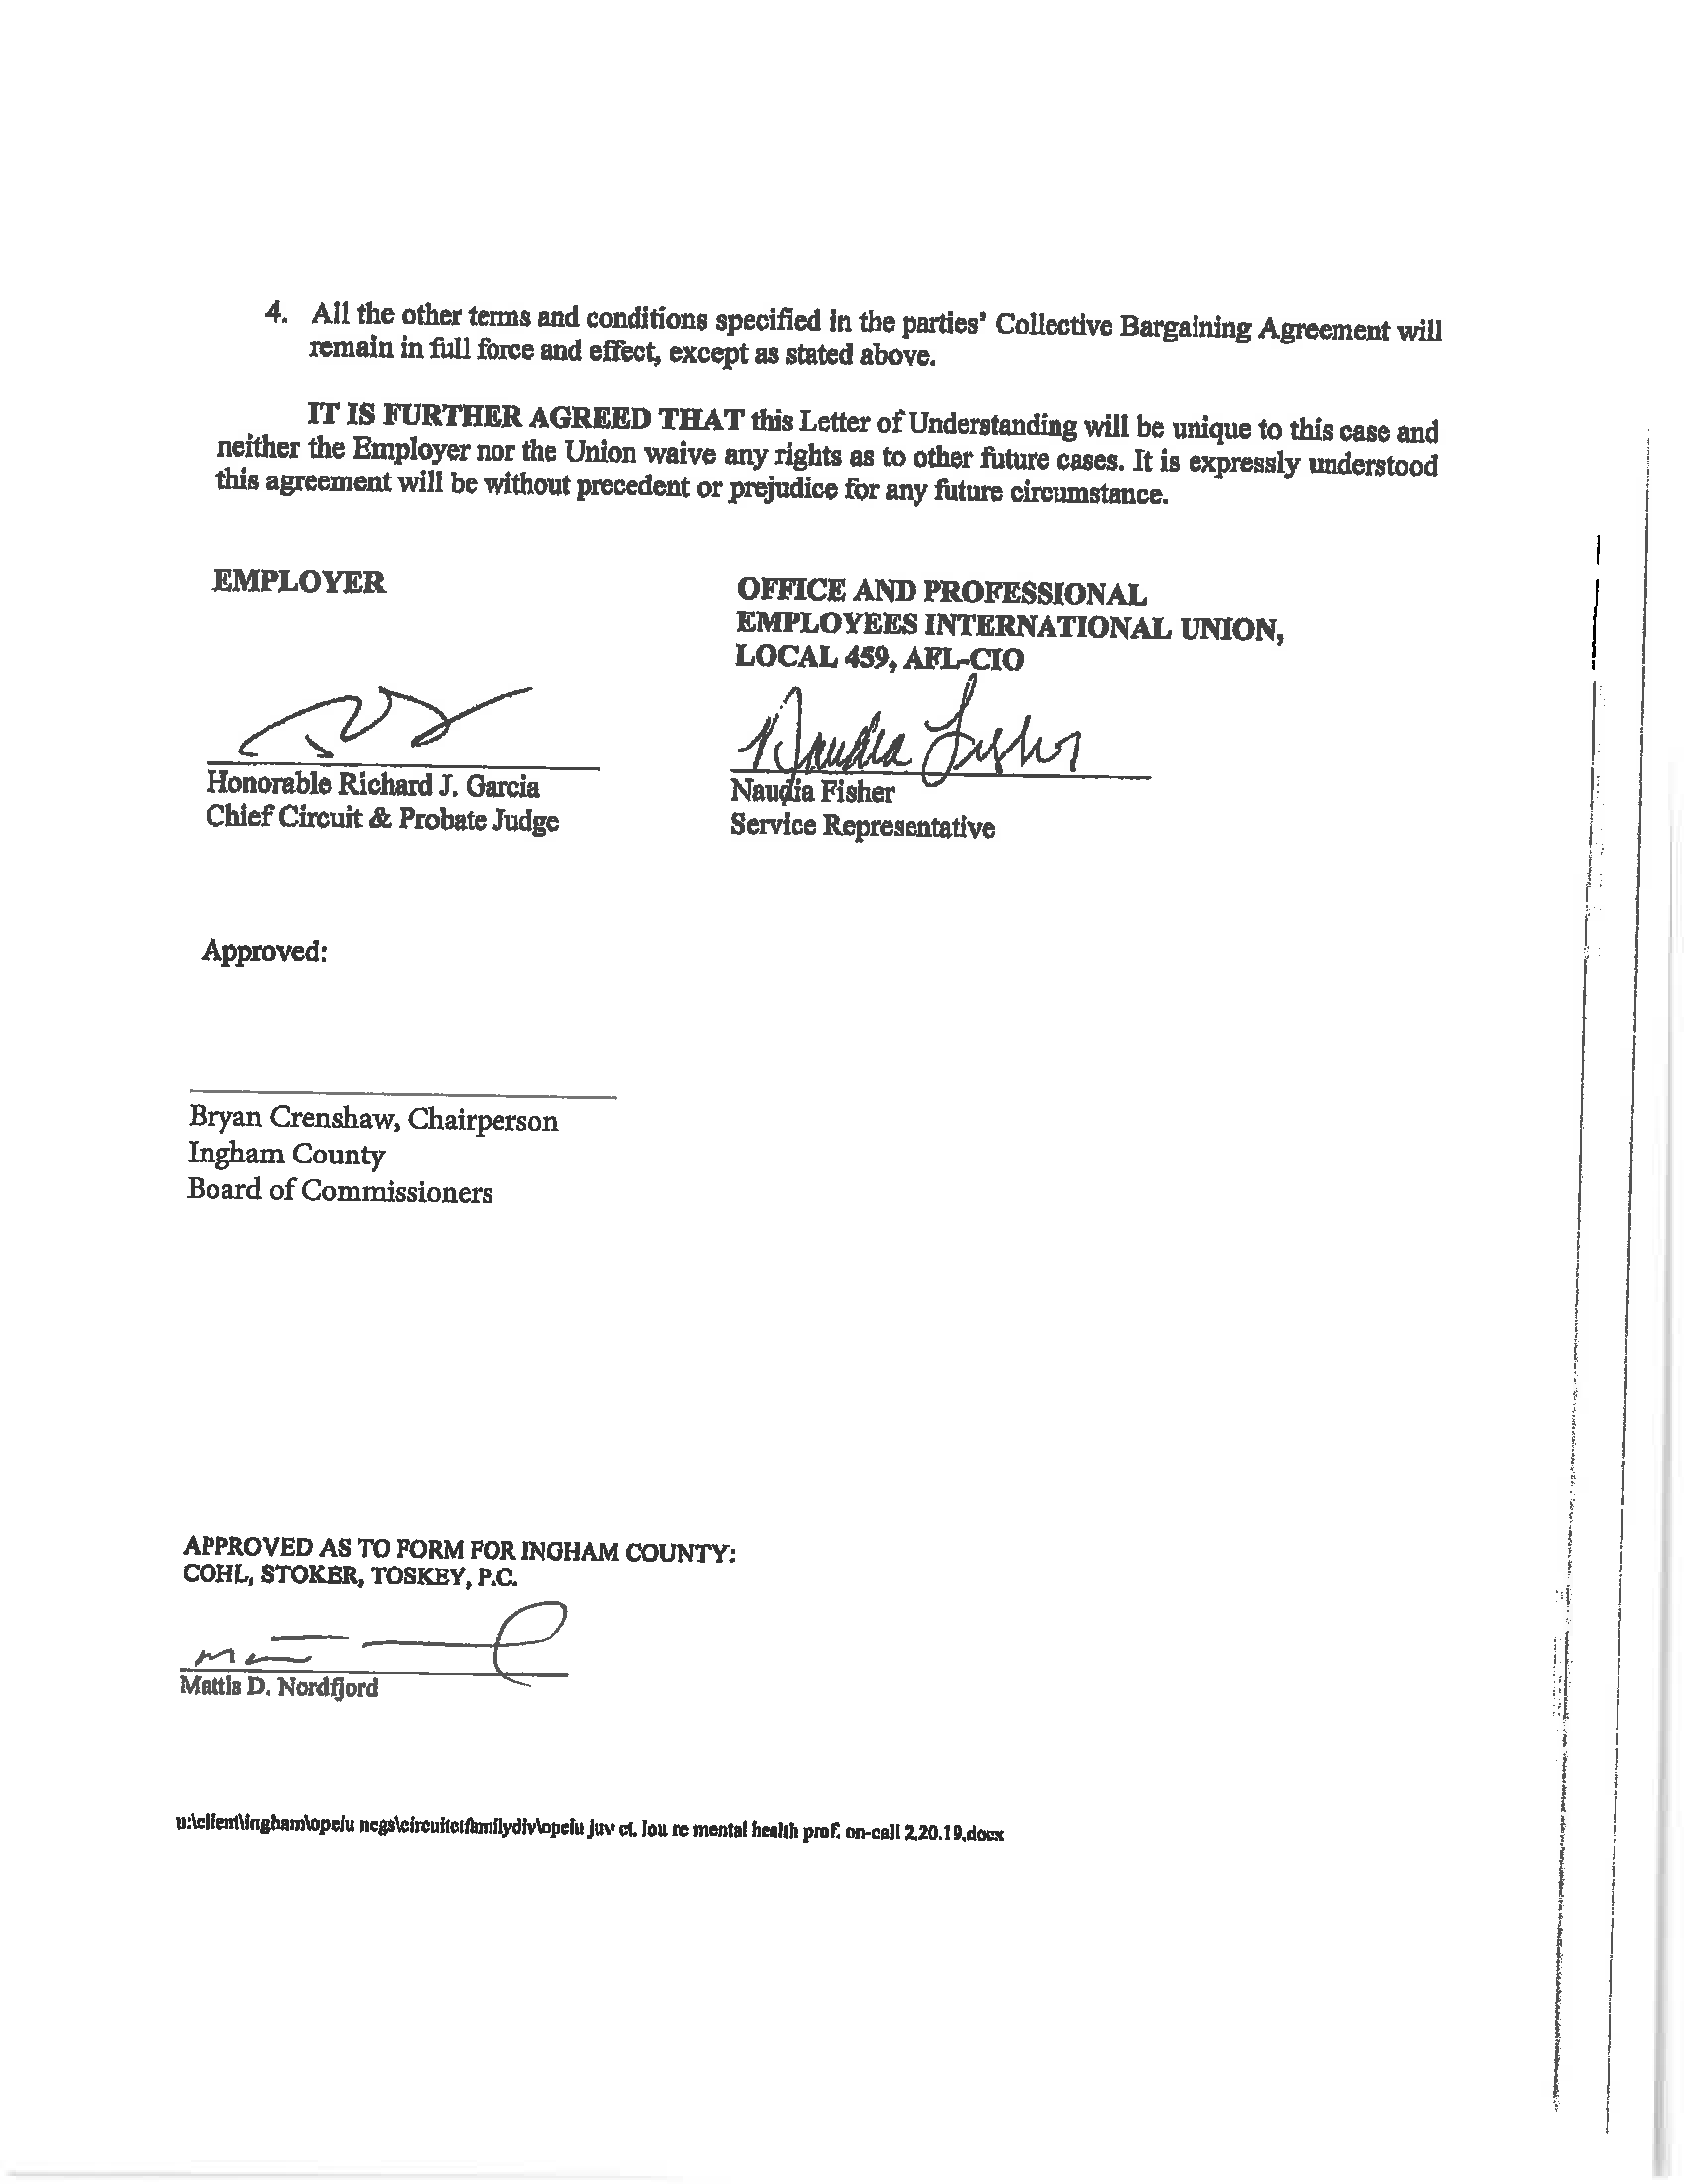 4. All the other terms and conditions specified in the parties' Collective Bargaining Agreement will
remain in full force and effect, except as stated above.
IT IS FURTHER AGREED THAT this Letter of Understanding will be unique to this case and
neither the Employer nor the Union waive any rights as to other future cases. It is expressly understood
this agreement will be without precedent or prejudice for any future circumstance.
EMPLOYER
OFFICE AND PROFESSIONAL
EMPLOYEES INTERNATIONAL UNION,
LOCAL 459, AFL-CIO
Naudia Fisher
Honorable Richard J. Garcia
Chief Circuit & Probate Judge
Naudia Fisher
Service Representative
Approved:
Bryan Crenshaw, Chairperson
Ingham County
Board of Commissioners
APPROVED AS TO FORM FOR INGHAM COUNTY:
COHL, STOKER, TOSKEY, P.C.
Mattis D. Nordfjord
u:\client\ingham\opeiu negs\circuitctfamilydiv\opeiu juv ct. lou re mental health prof. on-call 2.20.19.docx